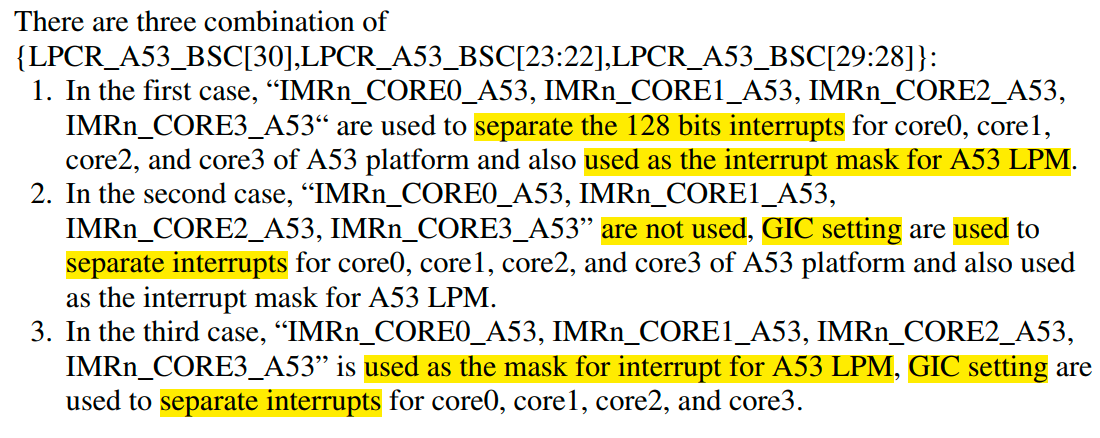 There are three combination of
{LPCR_A53_BSC[30],LPCR_A53_BSC[23:22],LPCR_A53_BSC[29:28]}:
1. In the first case, “IMRn_CORE0_A53, IMRn_CORE1_A53, IMRn_CORE2_A53,
IMRn_CORE3_A53“ are used to separate the 128 bits interrupts for core0, core1,
core2, and core3 of A53 platform and also used as the interrupt mask for A53 LPM.
2. In the second case, “IMRn_CORE0_A53, IMRn_CORE1_A53,
IMRn_CORE2_A53, IMRn_CORE3_A53” are not used, GIC setting are used to
separate interrupts for core0, core1, core2, and core3 of A53 platform and also used
as the interrupt mask for A53 LPM.
3. In the third case, “IMRn_CORE0_A53, IMRn_CORE1_A53, IMRn_CORE2_A53,
IMRn_CORE3_A53” is used as the mask for interrupt for A53 LPM, GIC setting are
used to separate interrupts for core0, core1, core2, and core3.